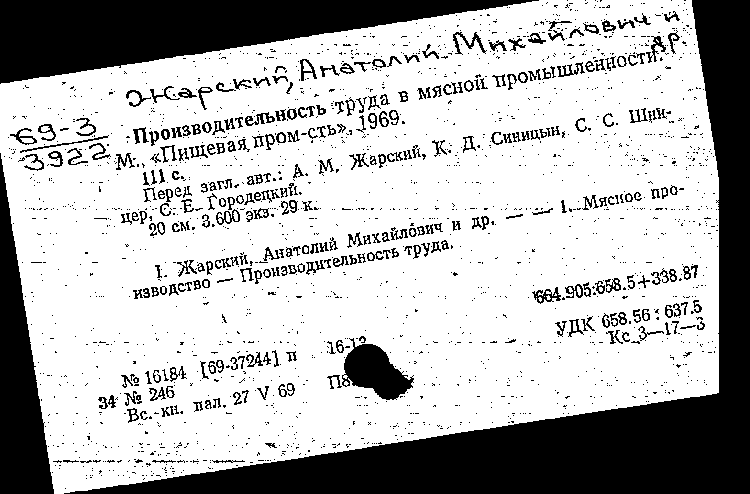 Жарский, Анатолий Михайлович и др.
69-3
3922
Производительность труда в мясной промышленности.
М., «Пищевая пром-сть», 1969.
111 с.
Перед загл. авт.: А. М. Жарский, К. Д. Синицын, С. С. Шпи-
цер, С. Е. Городецкий.
20 см. 3.600 экз. 29 к.
I. Жарский, Анатолий Михайлович и др. — — 1. Мясное про-
изводство — Производительность труда.
664.905:658.5+338.87
УДК 658.56 : 637.5
Кс 3—17—3
№ 16184 [69-37244] п
34 № 246
Вс. кн. пал. 27 V 69